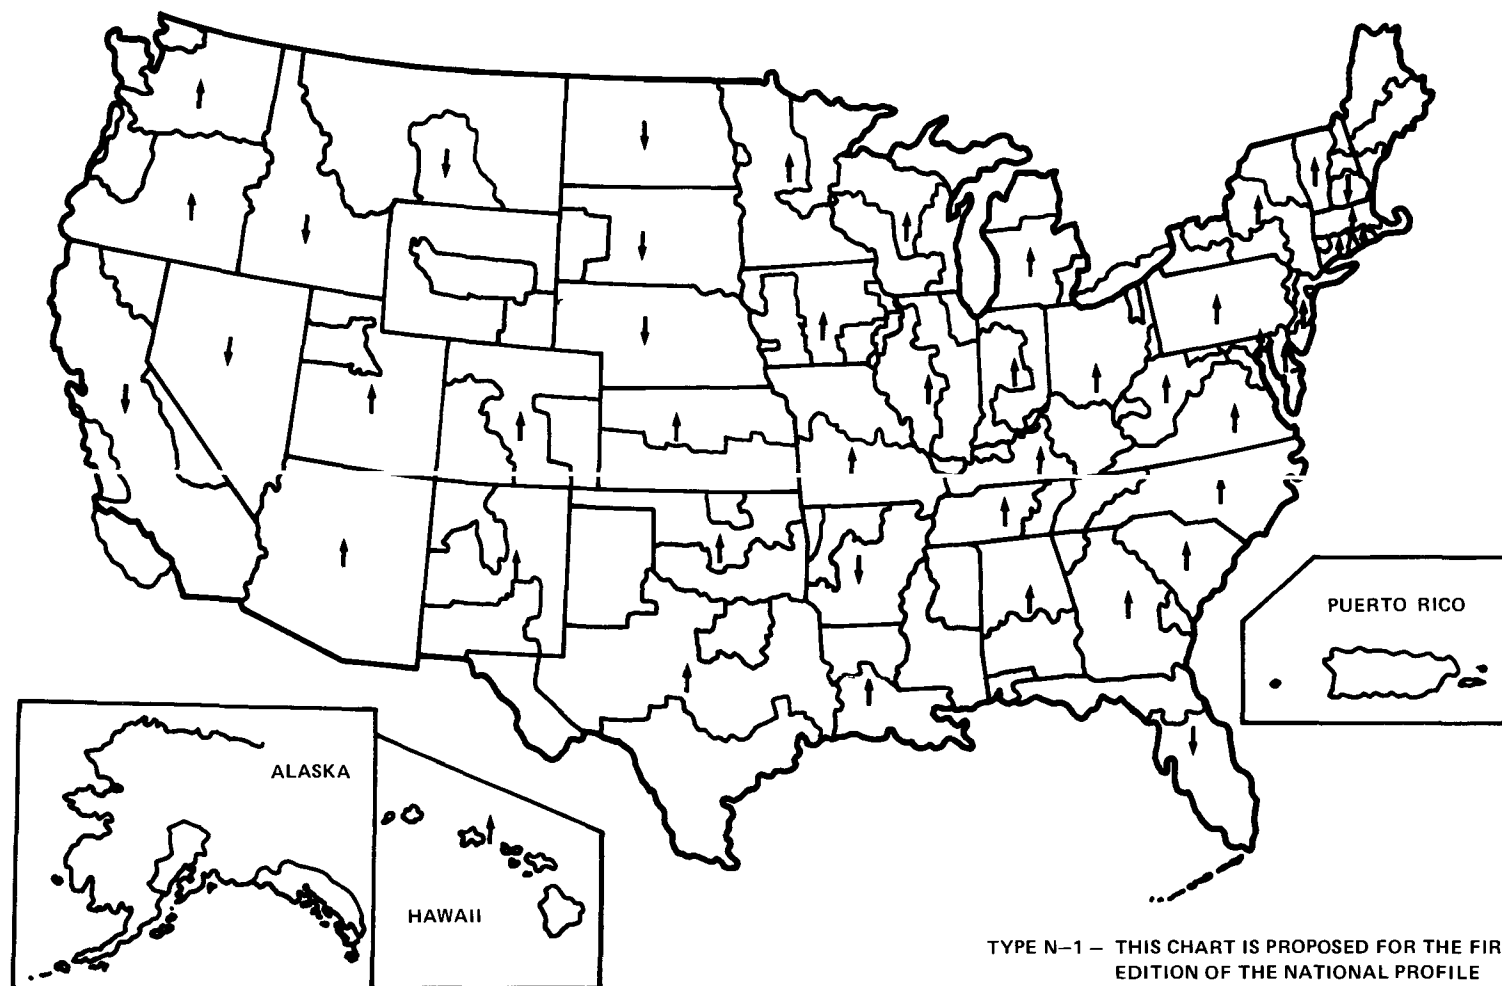 PUERTO RICO
ALASKA
HAWAII
TYPE N–1 – THIS CHART IS PROPOSED FOR THE FIR
EDITION OF THE NATIONAL PROFILE